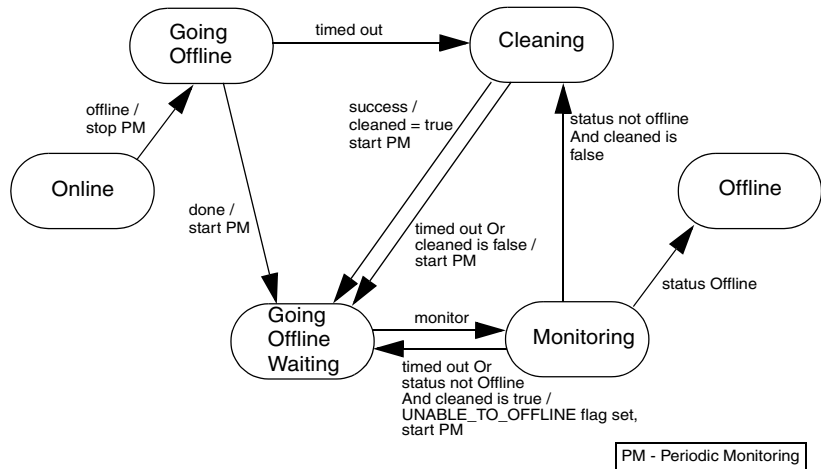 Going
Offline
timed out
Cleaning
offline /
stop PM
success /
cleaned = true
start PM
status not offline
And cleaned is
false
Online
Offline
done /
start PM
timed out Or
cleaned is false /
start PM
status Offline
Going
Offline
Waiting
monitor
Monitoring
timed out Or
status not Offline
And cleaned is true /
UNABLE_TO_OFFLINE flag set,
start PM
PM - Periodic Monitoring